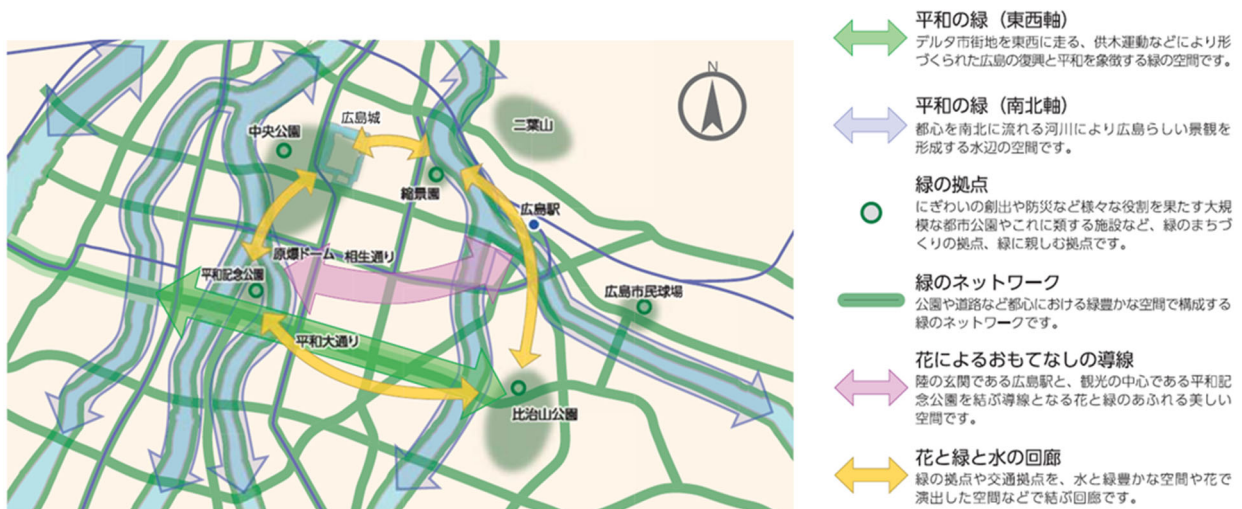 N
広島城
中央公園
二葉山
縮景園
広島駅
原爆ドーム
相生通り
平和記念公園
広島市民球場
平和大通り
比治山公園
平和の緑（東西軸）
デルタ市街地を東西に走る、供木運動などにより形
づくられた広島の復興と平和を象徴する緑の空間です。
平和の緑（南北軸）
都心を南北に流れる河川により広島らしい景観を
形成する水辺の空間です。
緑の拠点
にぎわいの創出や防災など様々な役割を果たす大規
模な都市公園やこれに類する施設など、緑のまちづ
くりの拠点、緑に親しむ拠点です。
緑のネットワーク
公園や道路など都心における緑豊かな空間で構成する
緑のネットワークです。
花によるおもてなしの導線
陸の玄関である広島駅と、観光の中心である平和記
念公園を結ぶ導線となる花と緑のあふれる美しい
空間です。
花と緑と水の回廊
緑の拠点や交通拠点を、水と緑豊かな空間や花で
演出した空間などで結ぶ回廊です。